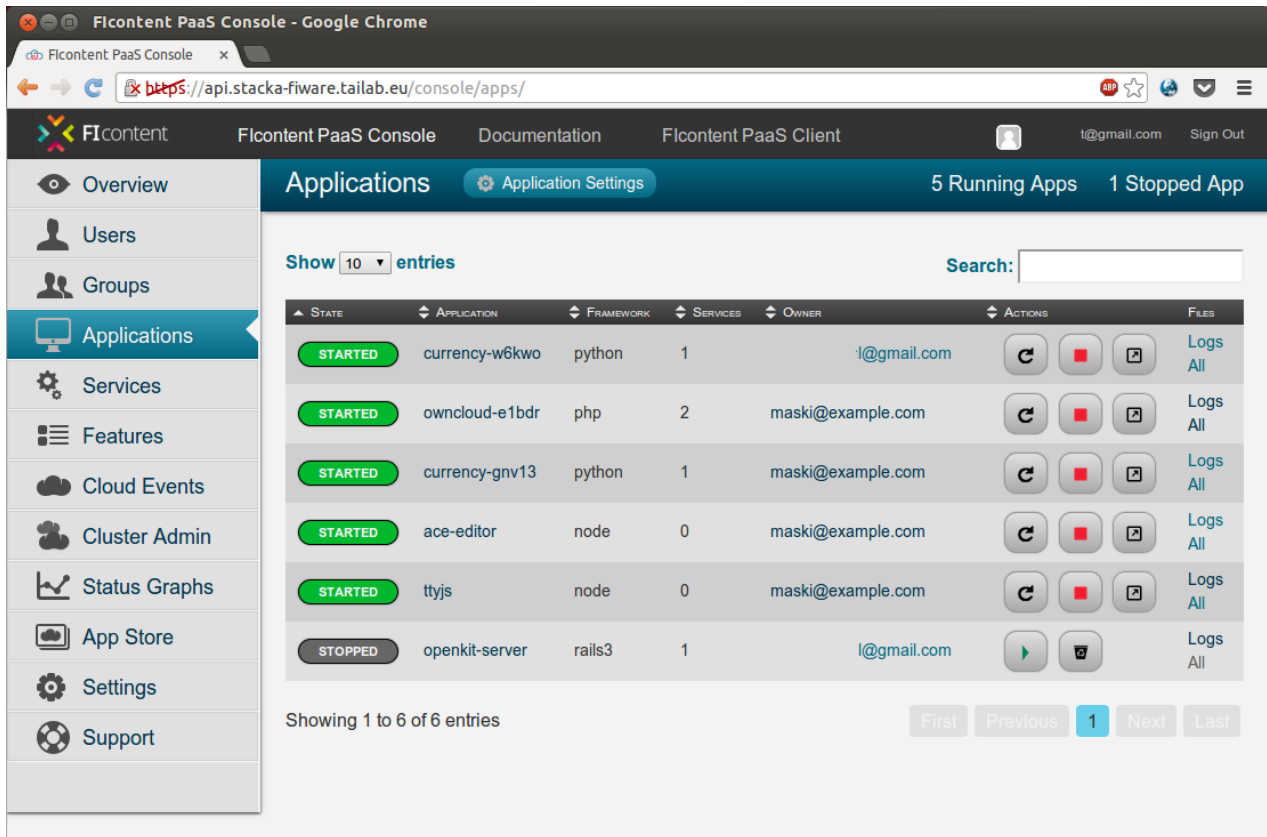 FIcontent PaaS Console - Google Chrome
FIcontent PaaS Console x
https://api.stacka-fiware.tailab.eu/console/apps/ ABP
FIcontent FIcontent PaaS Console Documentation FIcontent PaaS Client t@gmail.com Sign Out
Overview
Users
Groups
Applications
Services
Features
Cloud Events
Cluster Admin
Status Graphs
App Store
Settings
Support
Applications Application Settings 5 Running Apps 1 Stopped App
Show 10 entries Search:
State Application Framework Services Owner Actions Files
STARTED currency-w6kwo python 1 l@gmail.com Logs
All
STARTED owncloud-e1bdr php 2 maski@example.com Logs
All
STARTED currency-gnv13 python 1 maski@example.com Logs
All
STARTED ace-editor node 0 maski@example.com Logs
All
STARTED ttyjs node 0 maski@example.com Logs
All
STOPPED openkit-server rails3 1 l@gmail.com Logs
All
Showing 1 to 6 of 6 entries First Previous 1 Next Last